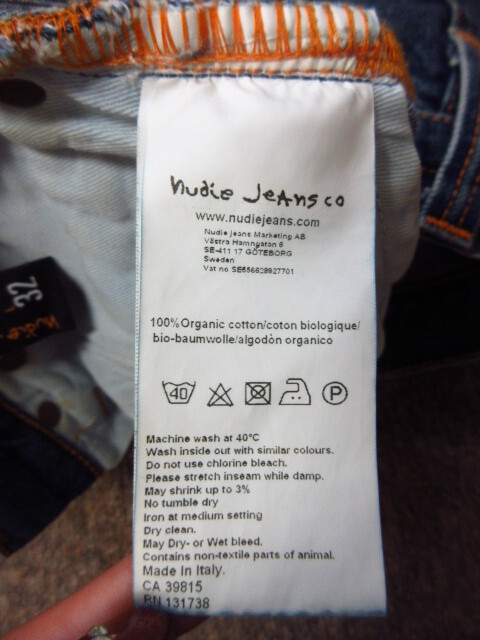 nudie Jeans co
www.nudiejeans.com
Nudie Jeans Marketing AB
Västra Hamngatan 6
SE-411 17 GÖTEBORG
Sweden
Vat no SE556628927701
100% Organic cotton/coton biologique/
bio-baumwolle/algodòn organico
40 P
Machine wash at 40°C
Wash inside out with similar colours.
Do not use chlorine bleach.
Please stretch inseam while damp.
May shrink up to 3%
No tumble dry
Iron at medium setting
Dry clean.
May Dry- or Wet bleed.
Contains non-textile parts of animal.
Made in Italy.
CA 39815
RN 131738
32
nudie